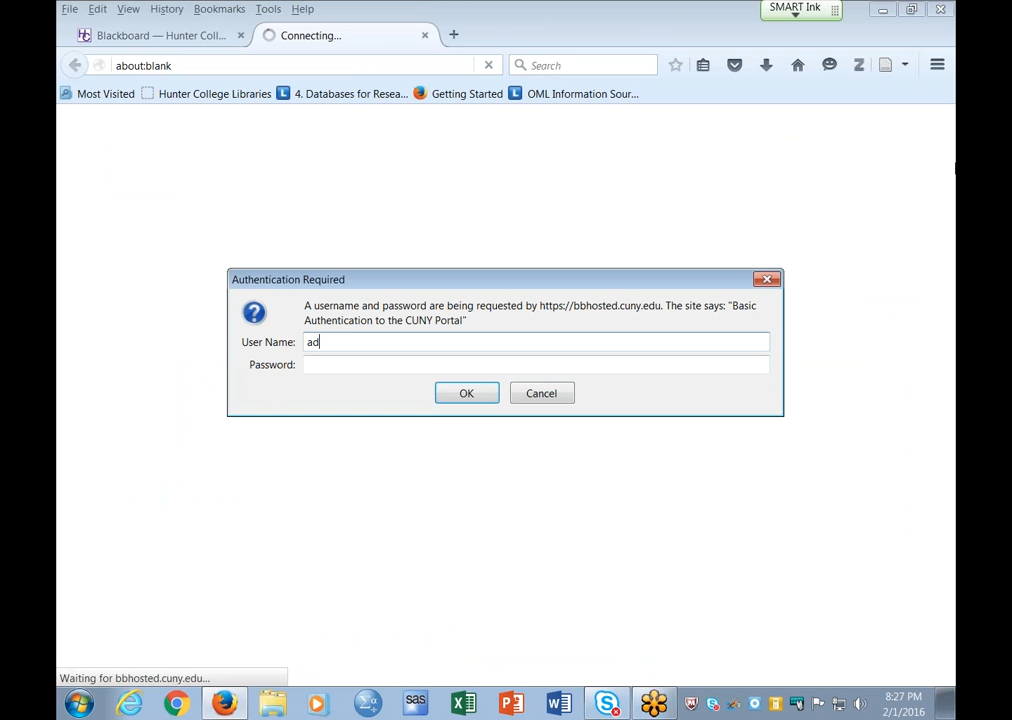 File Edit View History Bookmarks Tools Help
SMART Ink
Blackboard — Hunter Coll... Connecting...
about:blank Search
Most Visited Hunter College Libraries 4. Databases for Resea... Getting Started OML Information Sour...
Authentication Required
A username and password are being requested by https://bbhosted.cuny.edu. The site says: "Basic
Authentication to the CUNY Portal"
User Name: ad
Password:
OK Cancel
Waiting for bbhosted.cuny.edu...
8:27 PM
2/1/2016